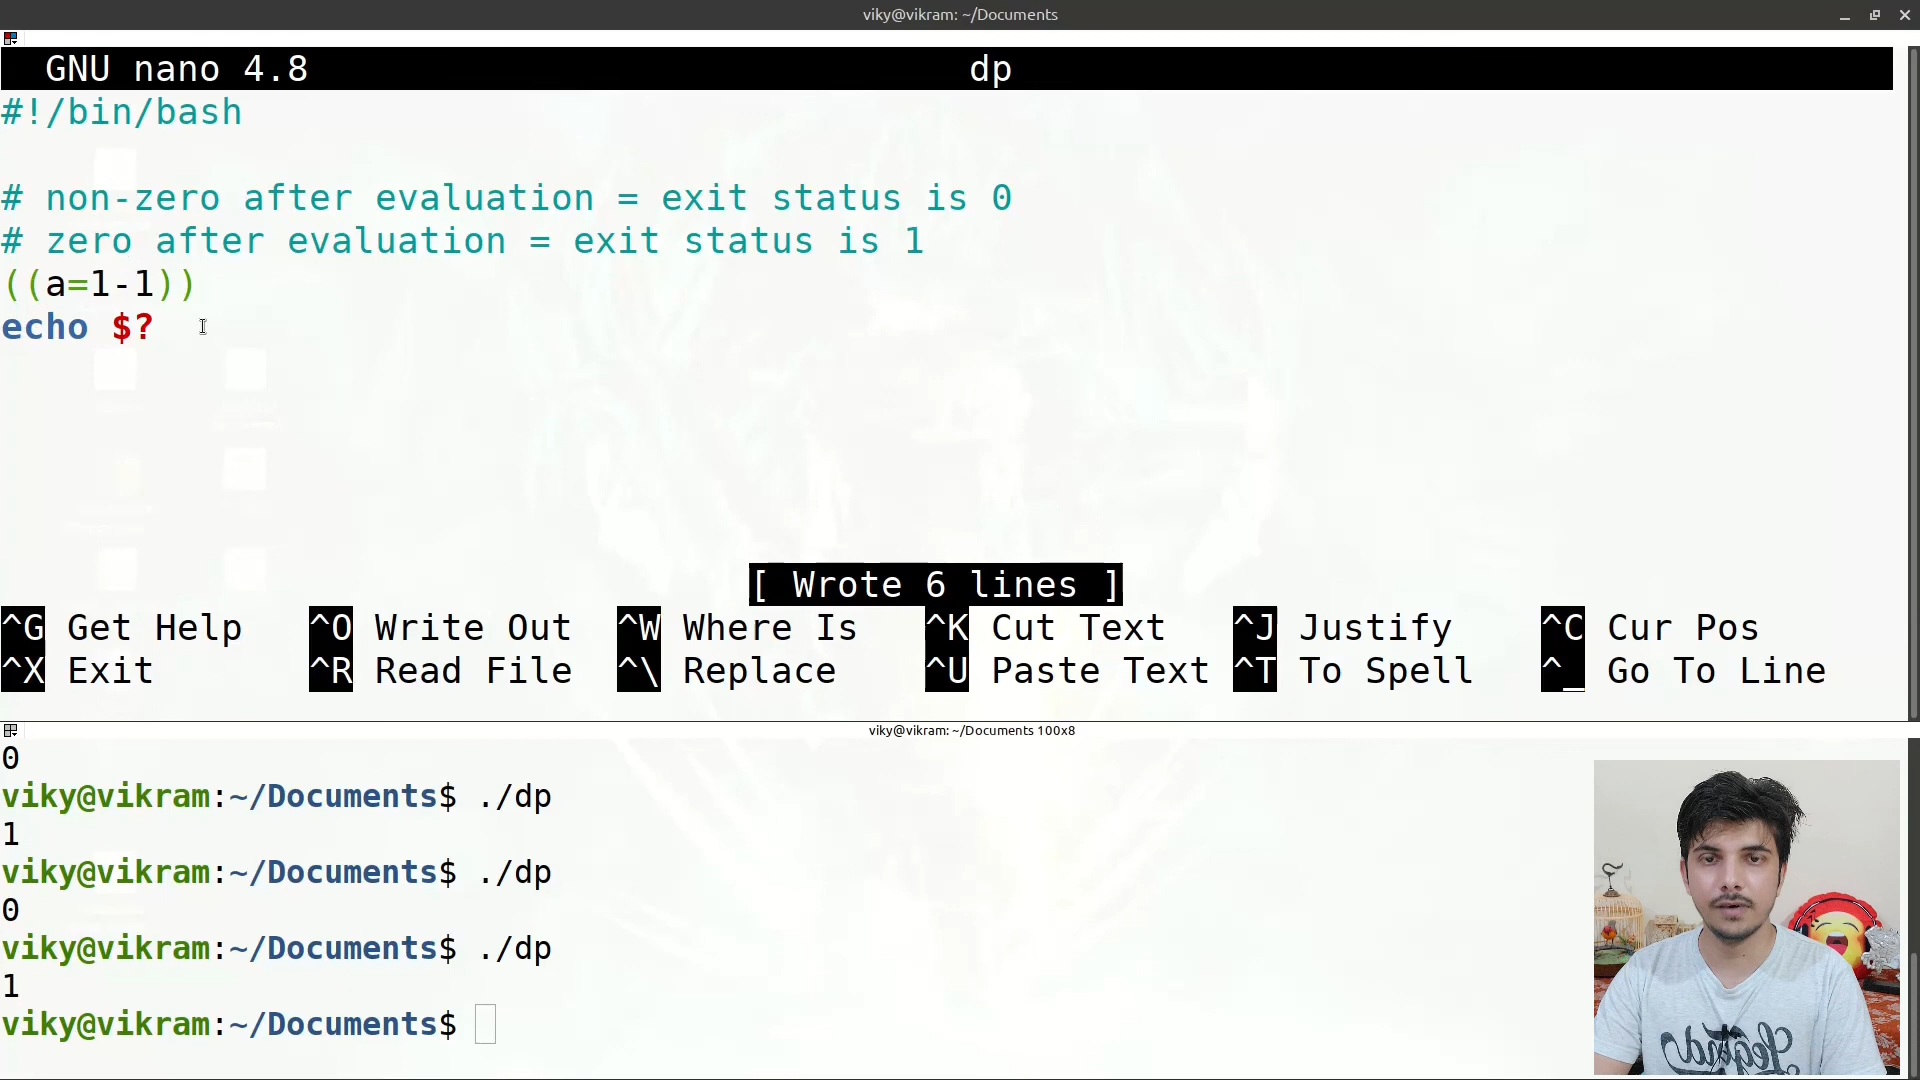 viky@vikram: ~/Documents
GNU nano 4.8 dp
#!/bin/bash
# non-zero after evaluation = exit status is 0
# zero after evaluation = exit status is 1
((a=1-1))
echo $?
[ Wrote 6 lines ]
^G Get Help ^O Write Out ^W Where Is ^K Cut Text ^J Justify ^C Cur Pos
^X Exit ^R Read File ^\ Replace ^U Paste Text ^T To Spell ^_ Go To Line
viky@vikram: ~/Documents 100x8
0
viky@vikram:~/Documents$ ./dp
1
viky@vikram:~/Documents$ ./dp
0
viky@vikram:~/Documents$ ./dp
1
viky@vikram:~/Documents$